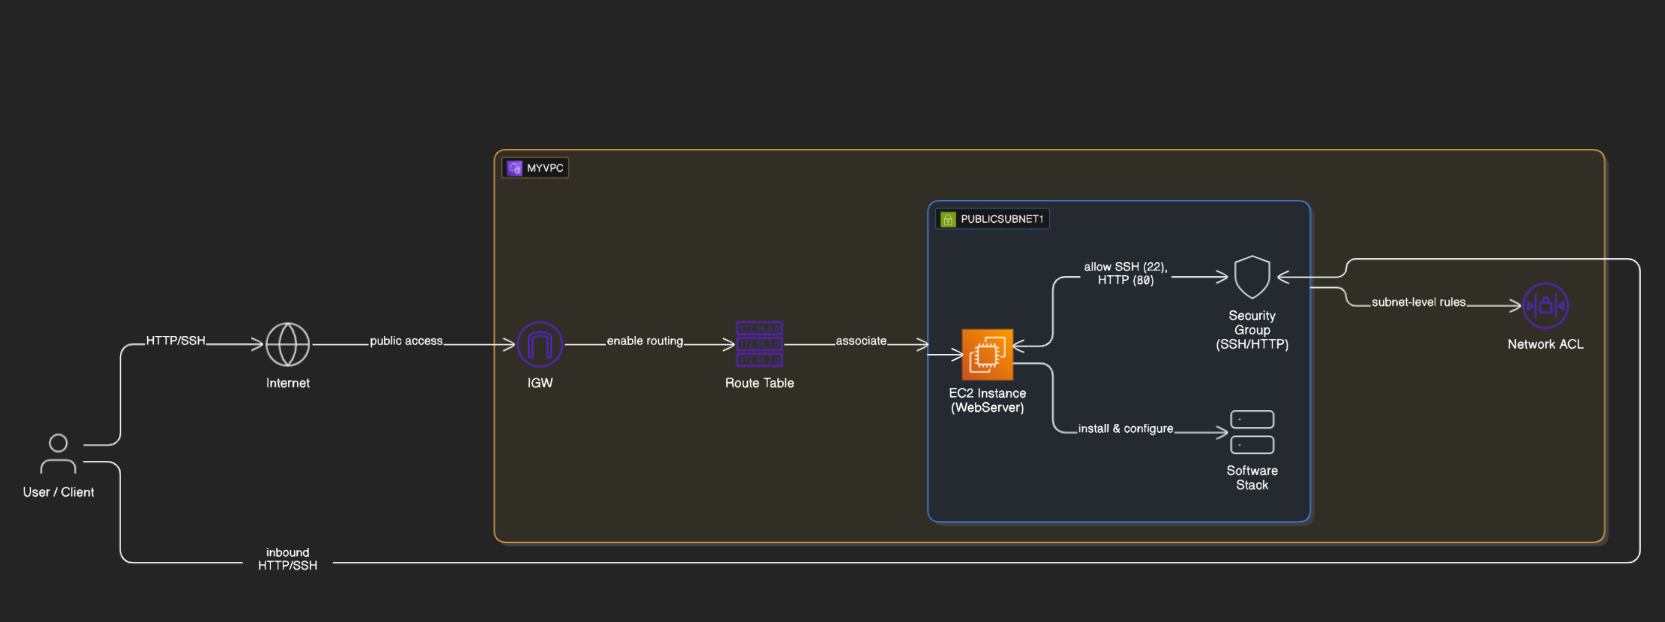 MYVPC
PUBLICSUBNET1
allow SSH (22),
HTTP (80)
Security
Group
(SSH/HTTP)
subnet-level rules
Network ACL
HTTP/SSH
Internet
public access
IGW
enable routing
Route Table
associate
EC2 Instance
(WebServer)
install & configure
Software
Stack
User / Client
inbound
HTTP/SSH